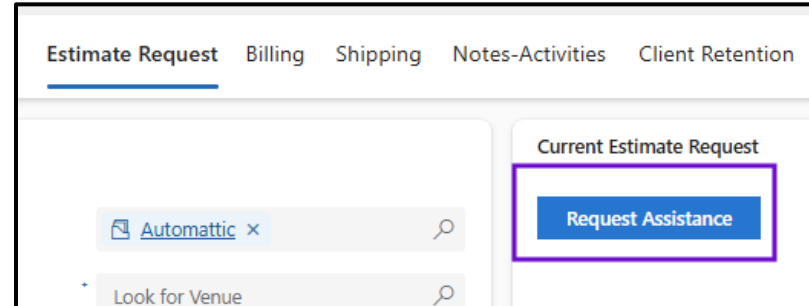 Estimate Request Billing Shipping Notes-Activities Client Retention
Current Estimate Request
Request Assistance
Automattic ×
* Look for Venue